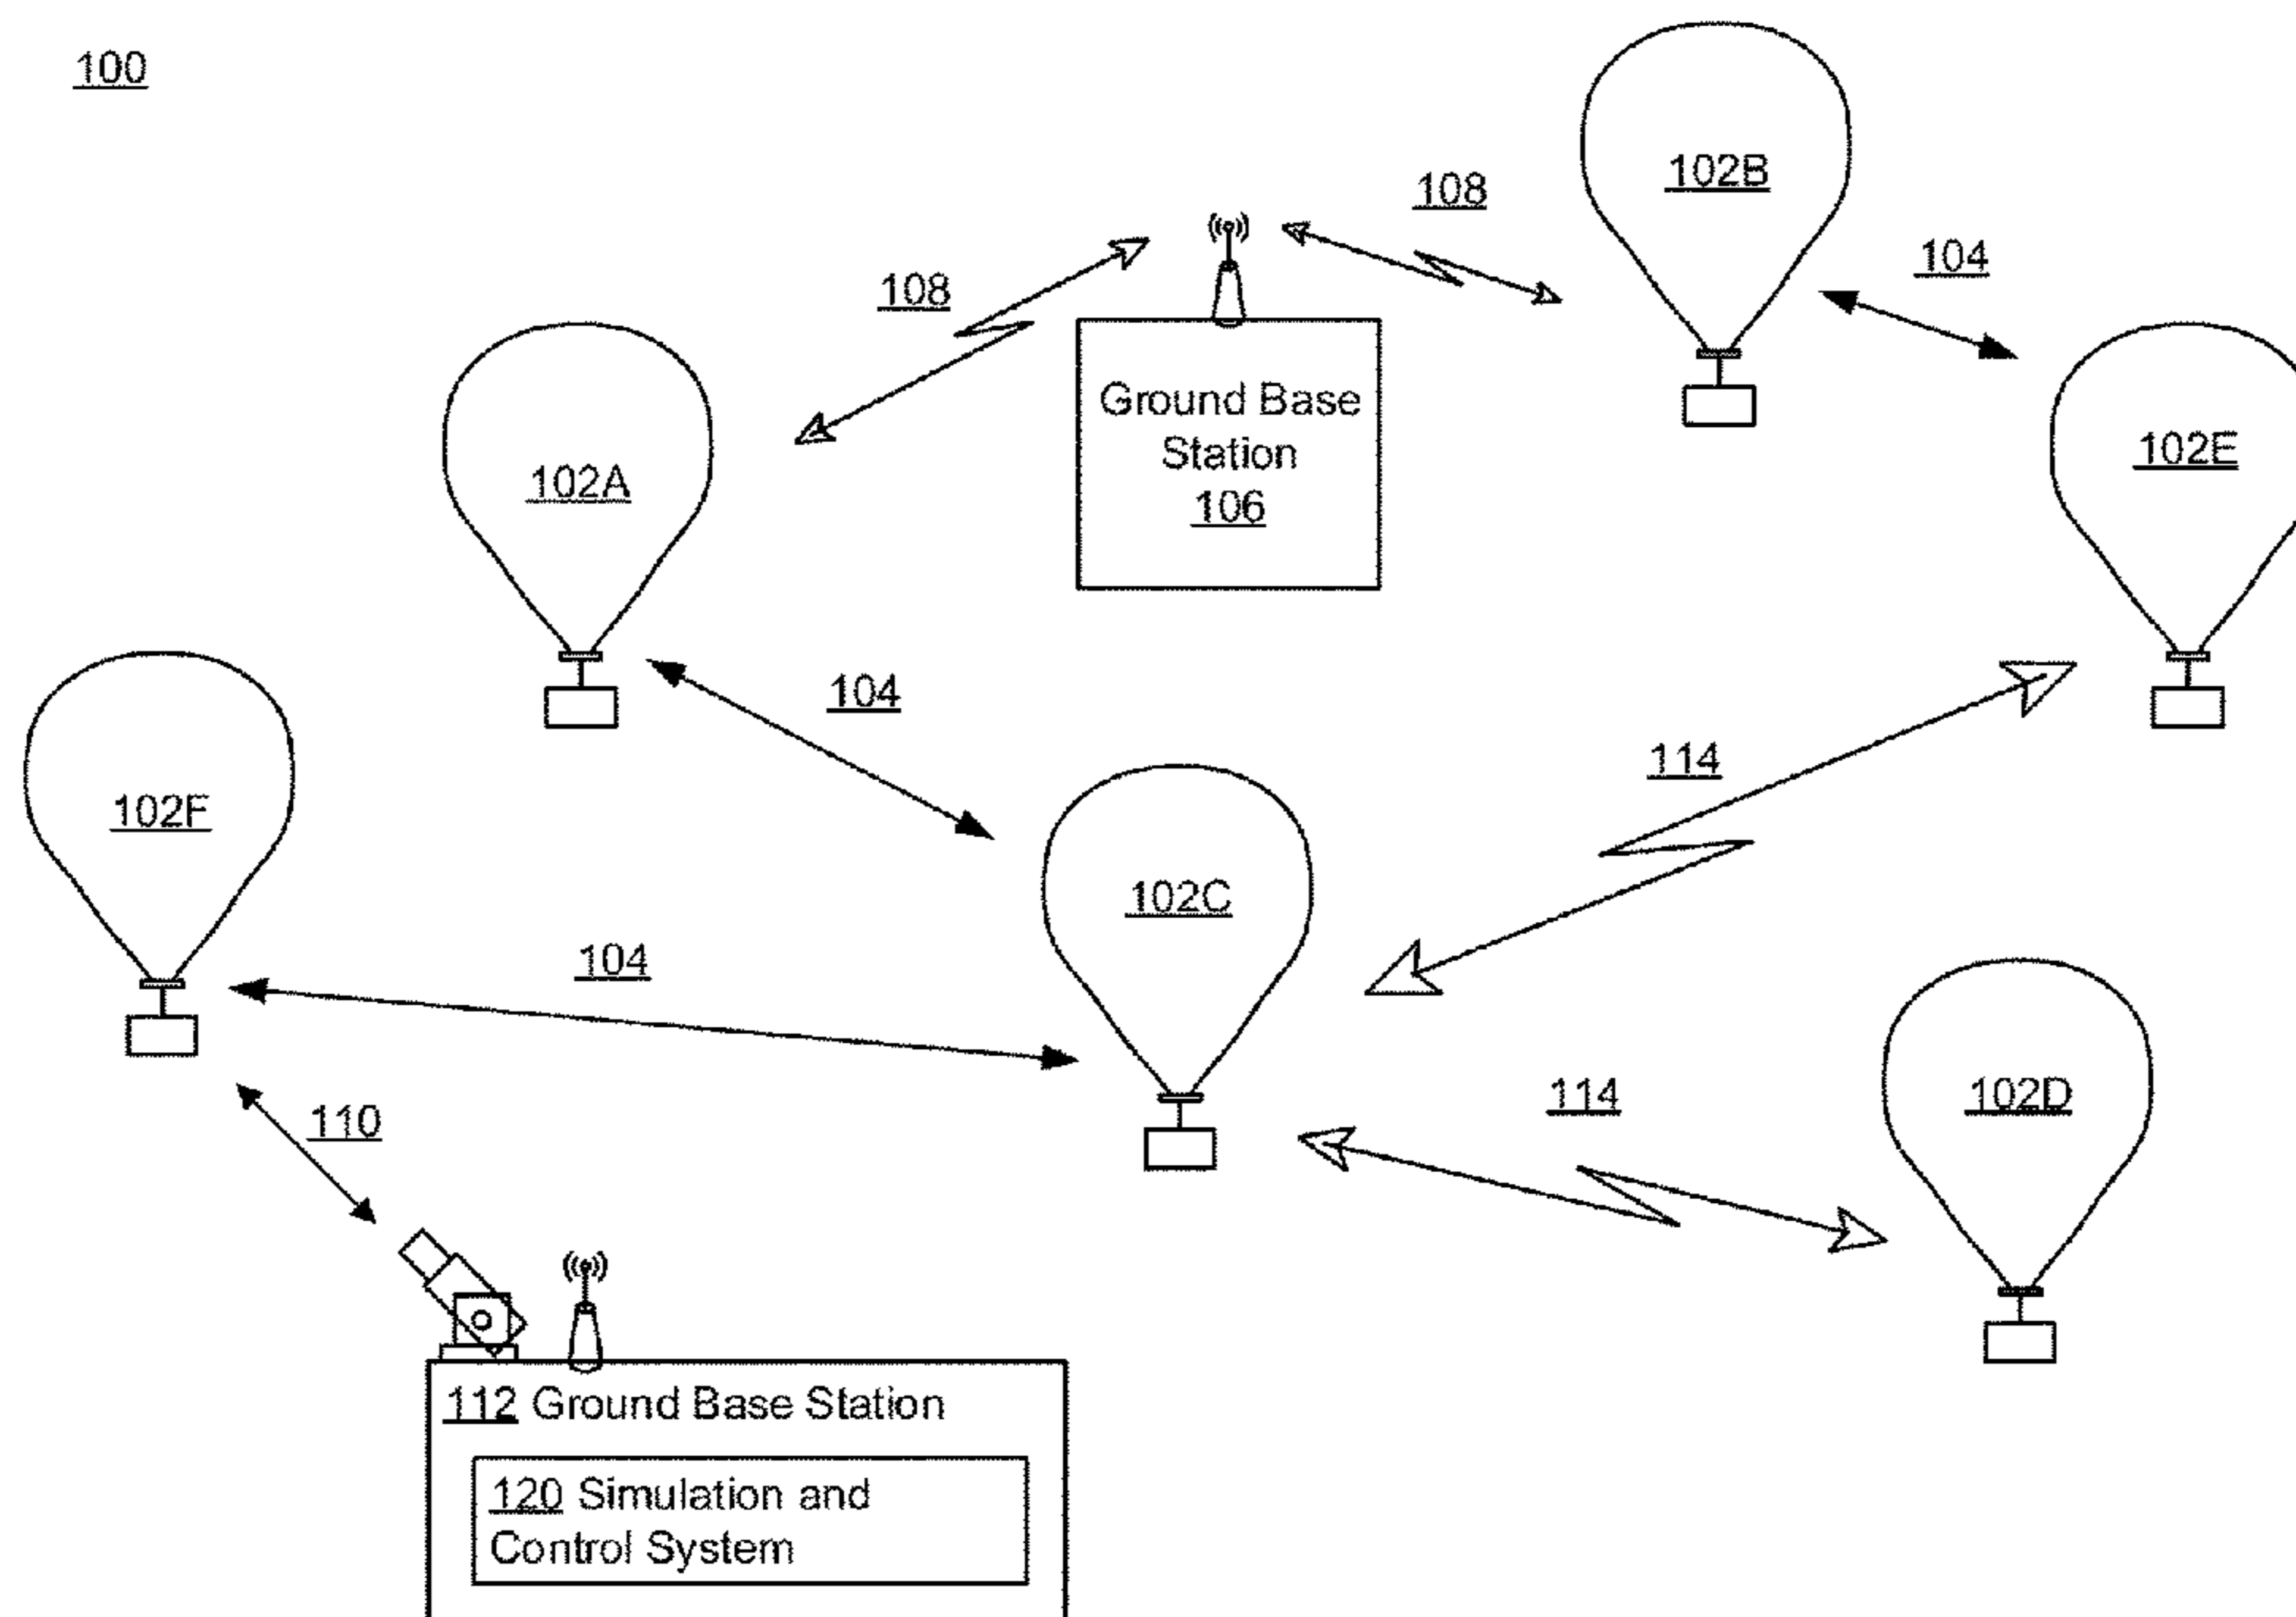 100
102B
108
104
108
Ground Base
Station
106
102E
102A
104
114
102F
102C
104
114
102D
110
112 Ground Base Station
120 Simulation and
Control System